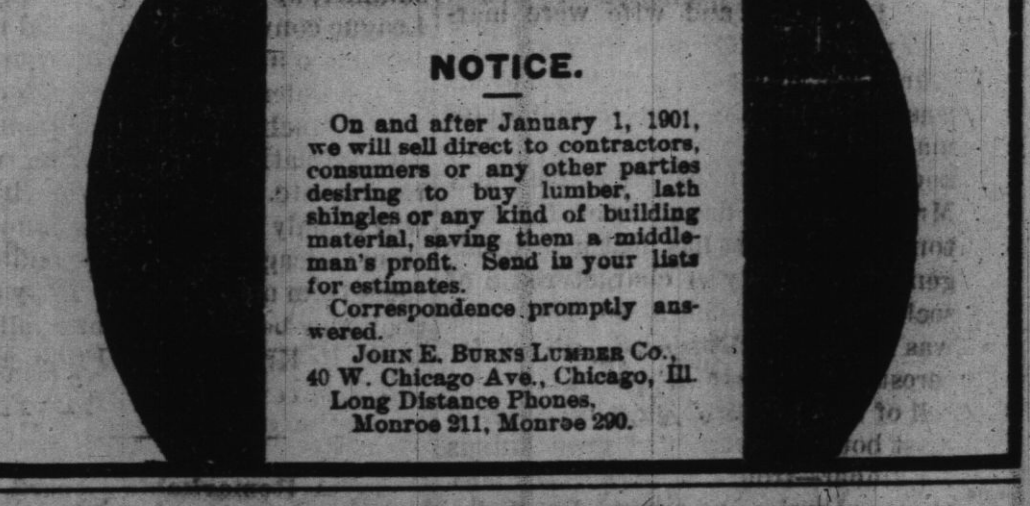 NOTICE.
On and after January 1, 1901,
we will sell direct to contractors,
consumers or any other parties
desiring to buy lumber, lath
shingles or any kind of building
material, saving them a middle-
man's profit. Send in your lists
for estimates.
Correspondence promptly ans-
wered.
JOHN E. BURNS LUMBER CO.,
40 W. Chicago Ave., Chicago, Ill.
Long Distance Phones,
Monroe 211, Monroe 290.